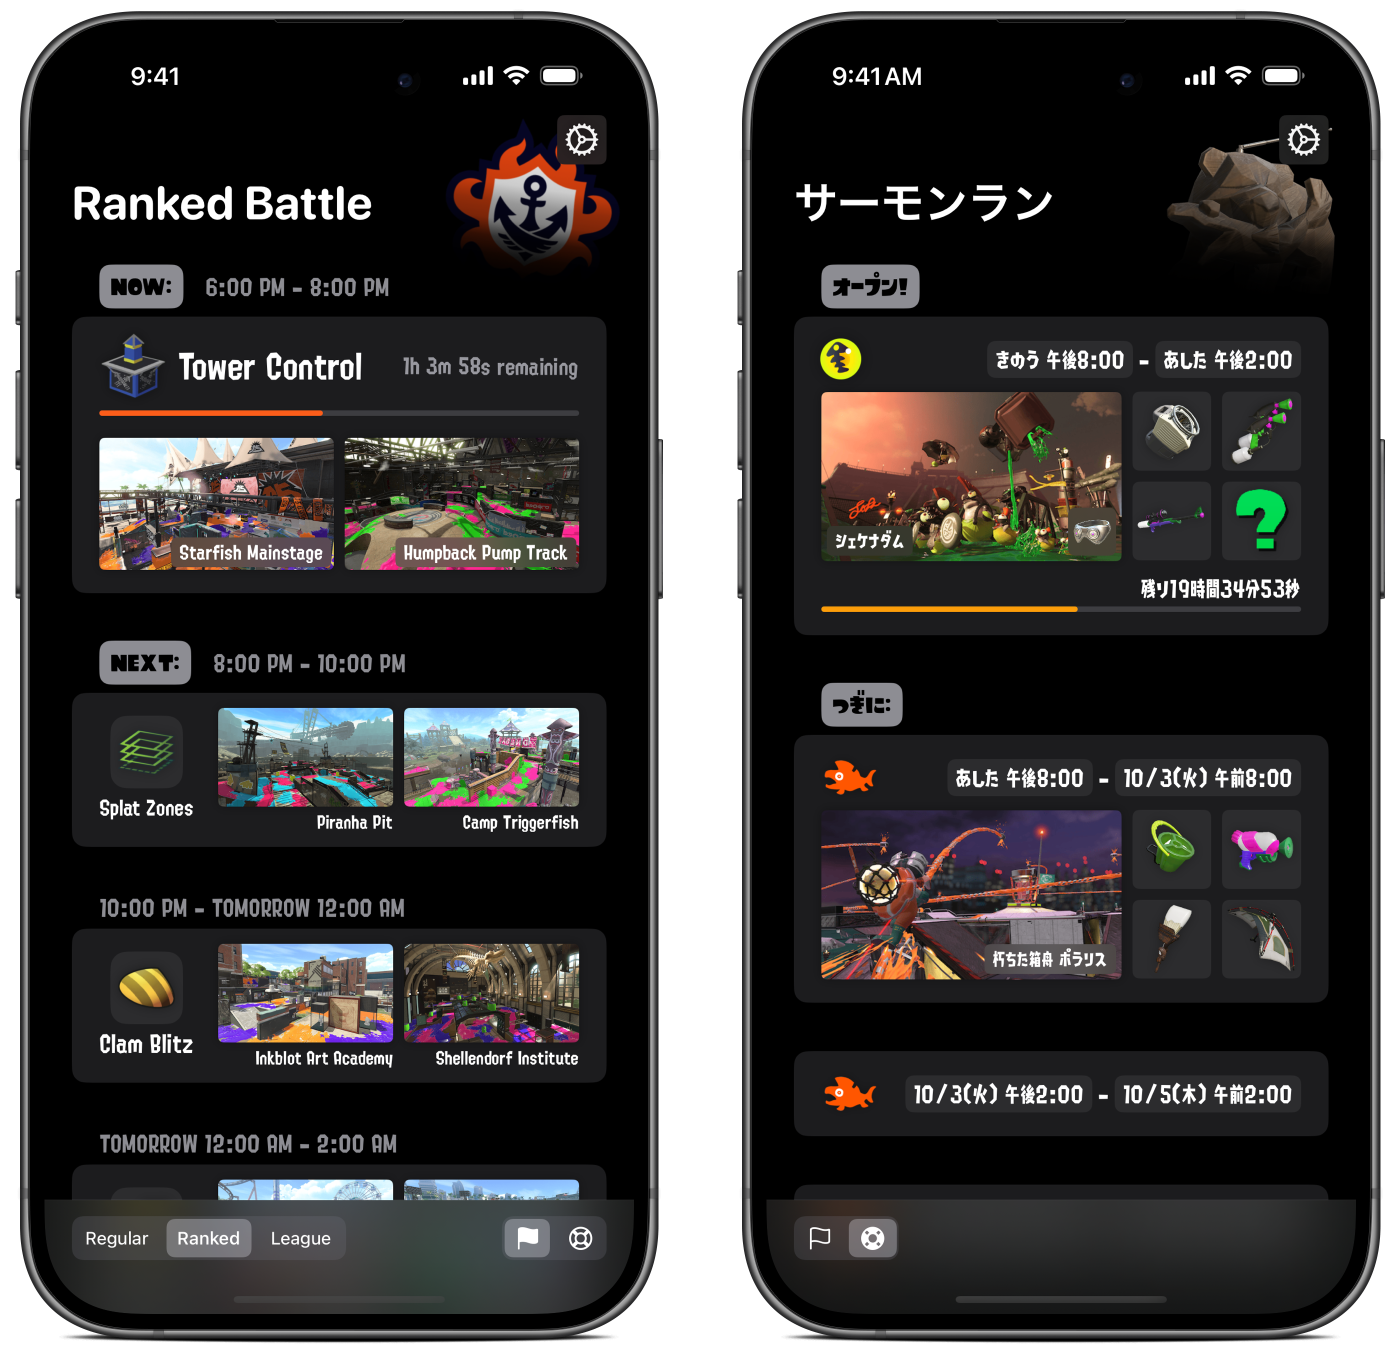 9:41
Ranked Battle
NOW: 6:00 PM – 8:00 PM
Tower Control 1h 3m 58s remaining
Starfish Mainstage Humpback Pump Track
NEXT: 8:00 PM – 10:00 PM
Splat Zones
Piranha Pit Camp Triggerfish
10:00 PM – TOMORROW 12:00 AM
Clam Blitz
Inkblot Art Academy Shellendorf Institute
TOMORROW 12:00 AM – 2:00 AM
Regular Ranked League
9:41 AM
サーモンラン
オープン!
きのう 午後8:00 – あした 午後2:00
シェケナダム
?
残り19時間34分53秒
つぎに:
あした 午後8:00 – 10/3(火) 午前8:00
朽ちた箱舟 ポラリス
10/3(火) 午後2:00 – 10/5(木) 午前2:00